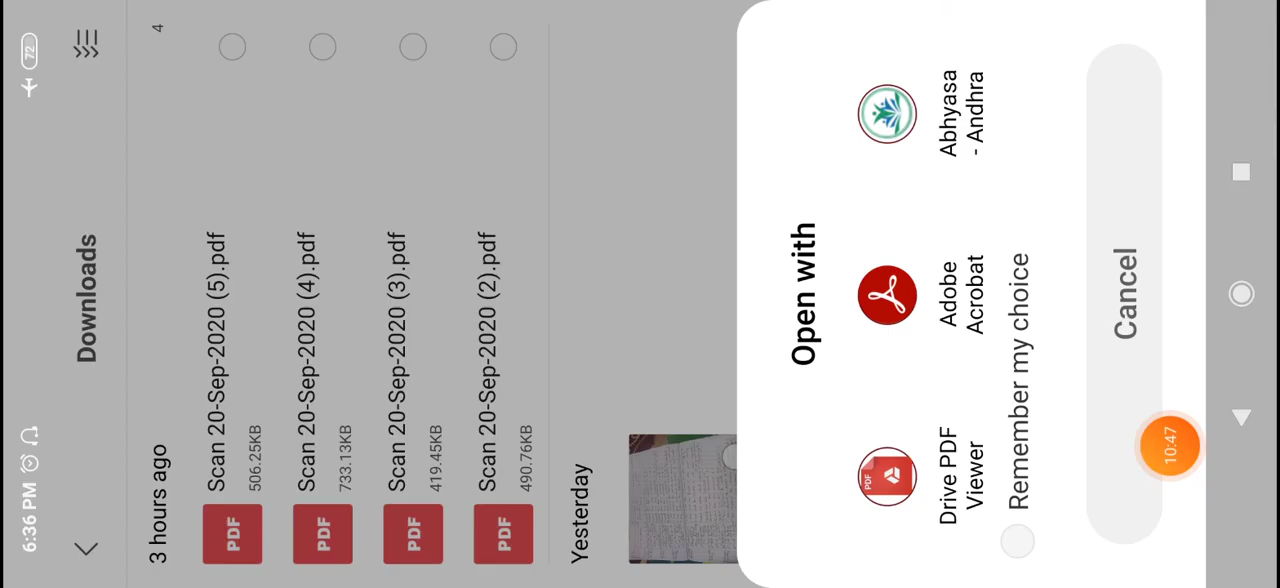 6:36 PM
72
Downloads
3 hours ago
4
PDF
Scan 20-Sep-2020 (5).pdf
506.25KB
PDF
Scan 20-Sep-2020 (4).pdf
733.13KB
PDF
Scan 20-Sep-2020 (3).pdf
419.45KB
PDF
Scan 20-Sep-2020 (2).pdf
490.76KB
Yesterday
Open with
PDF
Drive PDF
Viewer
Adobe
Acrobat
Abhyasa
- Andhra
Remember my choice
Cancel
10:47